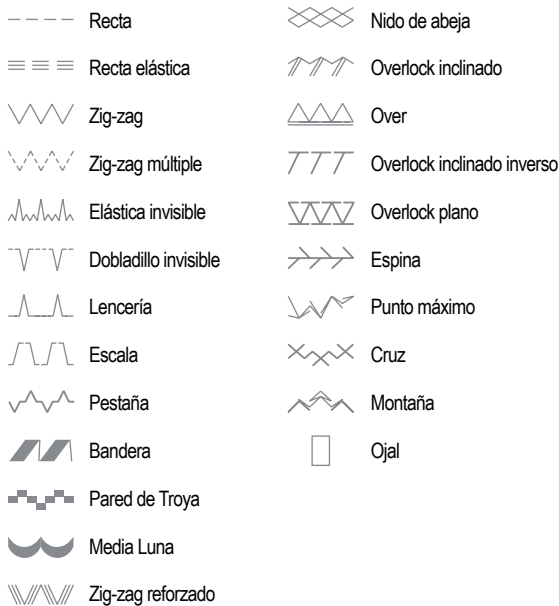 Recta
Recta elástica
Zig-zag
Zig-zag múltiple
Elástica invisible
Dobladillo invisible
Lencería
Escala
Pestaña
Bandera
Pared de Troya
Media Luna
Zig-zag reforzado
Nido de abeja
Overlock inclinado
Over
Overlock inclinado inverso
Overlock plano
Espina
Punto máximo
Cruz
Montaña
Ojal